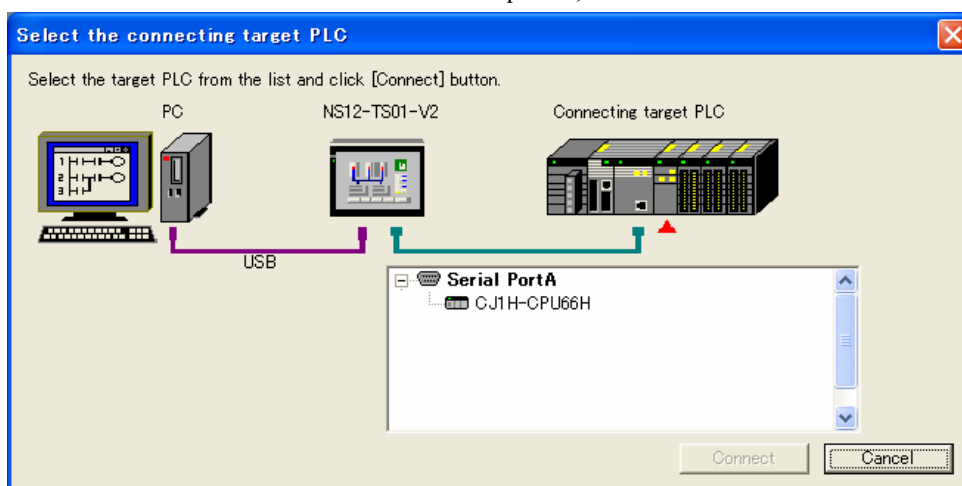 Select the connecting target PLC
Select the target PLC from the list and click [Connect] button.
PC NS12-TS01-V2 Connecting target PLC
USB
Serial PortA
CJ1H-CPU66H
Connect Cancel